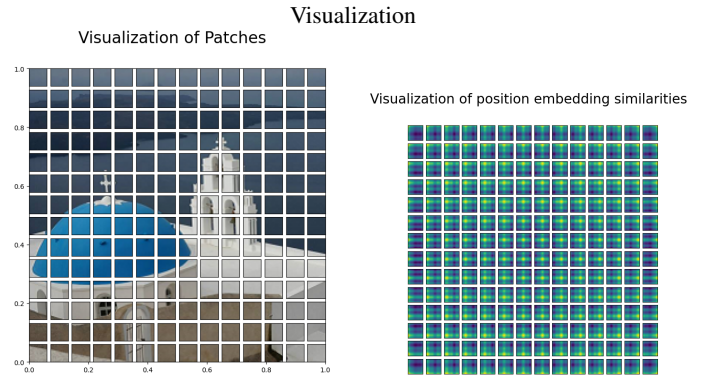 Visualization
Visualization of Patches
Visualization of position embedding similarities
1.0
0.8
0.6
0.4
0.2
0.0
0.0 0.2 0.4 0.6 0.8 1.0